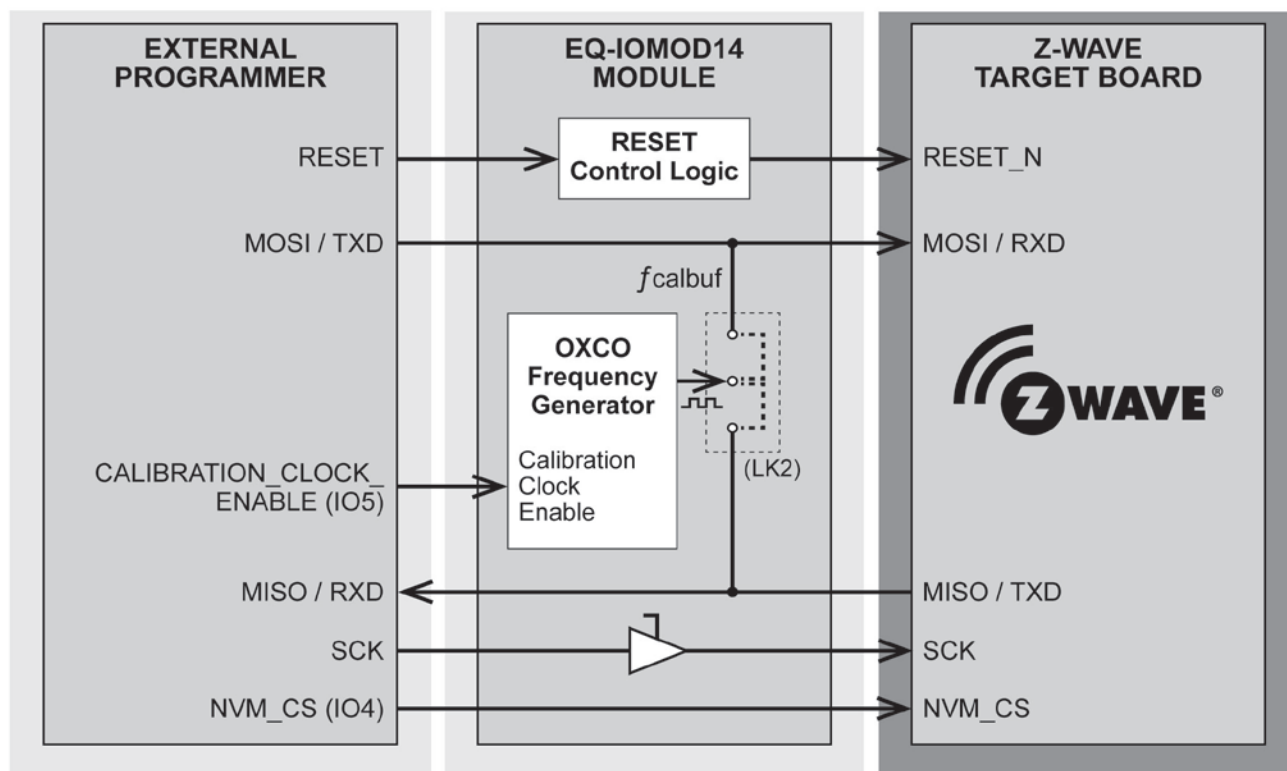 EXTERNAL
PROGRAMMER
EQ-IOMOD14
MODULE
Z-WAVE
TARGET BOARD
RESET
RESET
Control Logic
RESET_N
MOSI / TXD
MOSI / RXD
ƒcalbuf
OXCO
Frequency
Generator
Calibration
Clock
Enable
(LK2)
Z WAVE®
CALIBRATION_CLOCK_
ENABLE (IO5)
MISO / RXD
MISO / TXD
SCK
SCK
NVM_CS (IO4)
NVM_CS